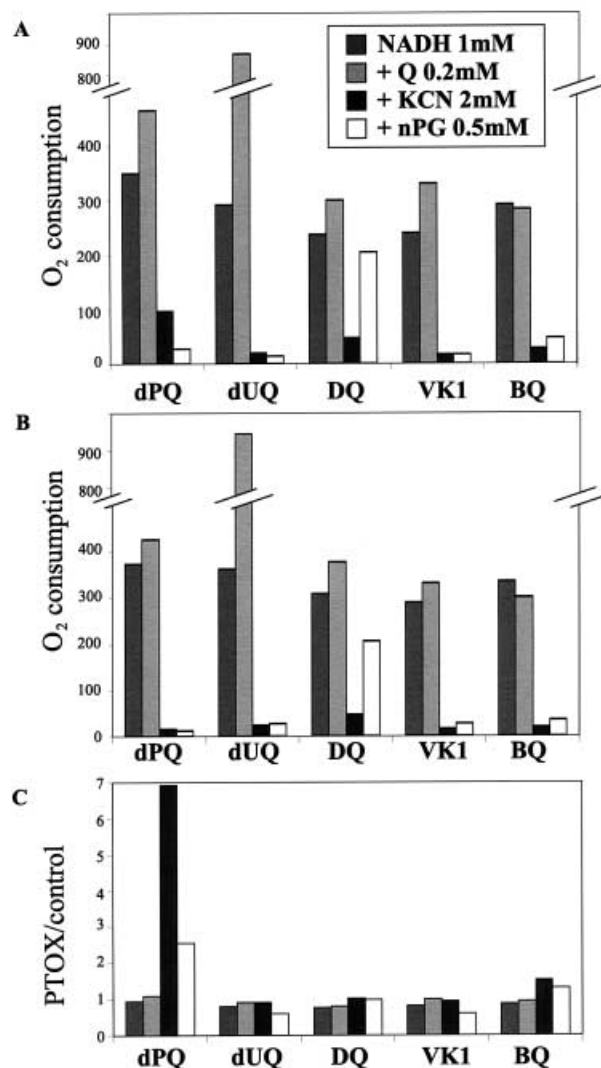 A
900
800
400
300
200
100
0
O₂ consumption
NADH 1mM
+ Q 0.2mM
+ KCN 2mM
+ nPG 0.5mM
dPQ dUQ DQ VK1 BQ
B
900
800
400
300
200
100
0
O₂ consumption
dPQ dUQ DQ VK1 BQ
C
7
6
5
4
3
2
1
0
PTOX/control
dPQ dUQ DQ VK1 BQ